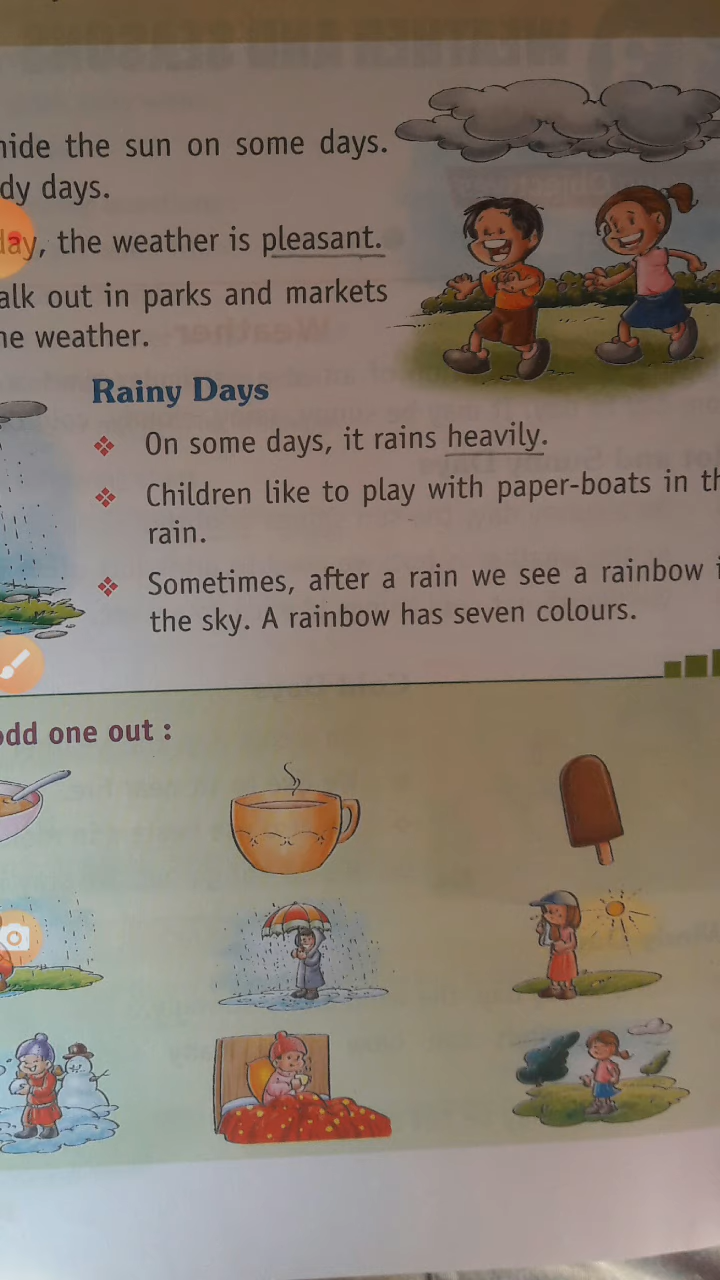 hide the sun on some days.
dy days.
day, the weather is pleasant.
alk out in parks and markets
he weather.
Rainy Days
On some days, it rains heavily.
Children like to play with paper-boats in th
rain.
Sometimes, after a rain we see a rainbow i
the sky. A rainbow has seven colours.
odd one out :